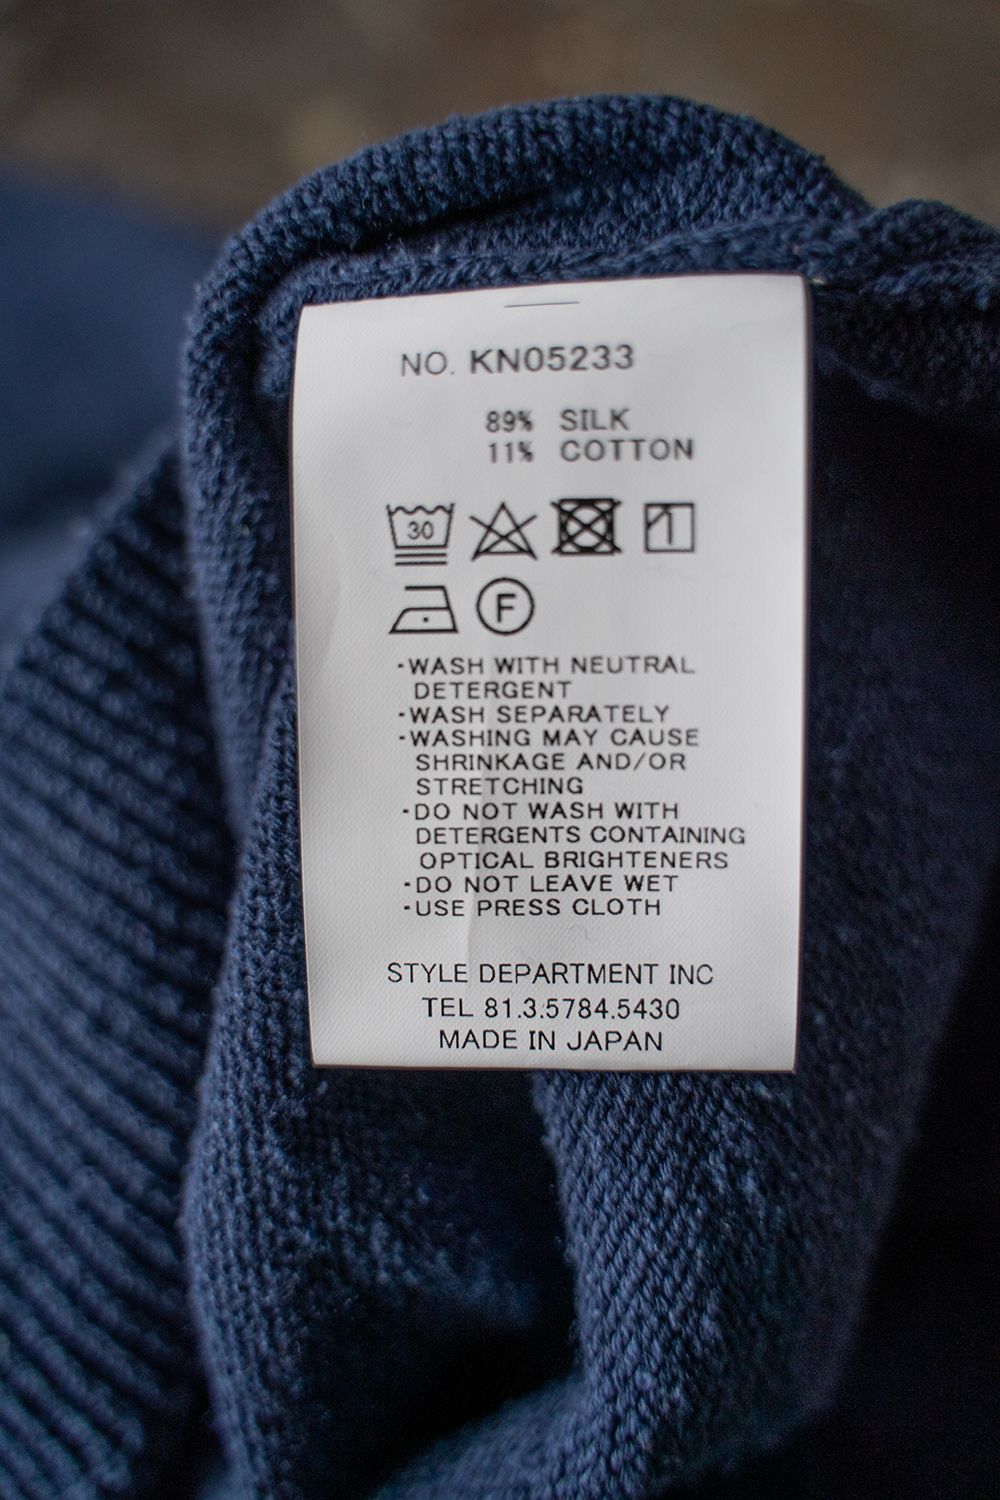 NO. KN05233
89% SILK
11% COTTON
30
F
-WASH WITH NEUTRAL
DETERGENT
-WASH SEPARATELY
-WASHING MAY CAUSE
SHRINKAGE AND/OR
STRETCHING
-DO NOT WASH WITH
DETERGENTS CONTAINING
OPTICAL BRIGHTENERS
-DO NOT LEAVE WET
-USE PRESS CLOTH
STYLE DEPARTMENT INC
TEL 81.3.5784.5430
MADE IN JAPAN